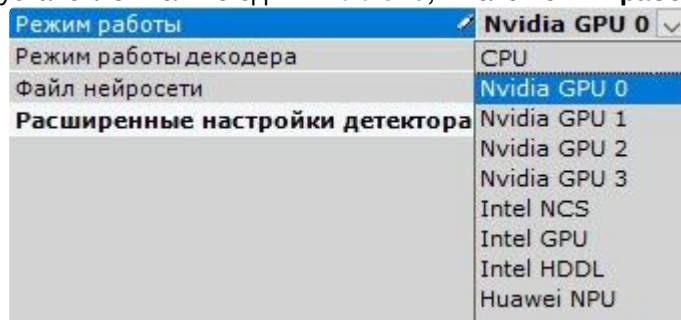 Режим работы Nvidia GPU 0
Режим работы декодера CPU
Файл нейросети Nvidia GPU 0
Расширенные настройки детектора Nvidia GPU 1
Nvidia GPU 2
Nvidia GPU 3
Intel NCS
Intel GPU
Intel HDDL
Huawei NPU